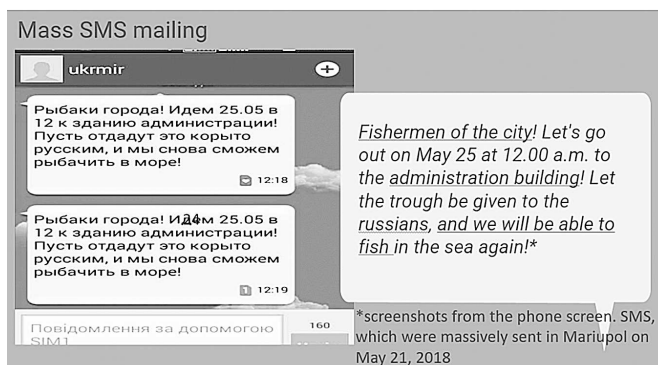 Mass SMS mailing
ukrmir
Рыбаки города! Идем 25.05 в
12 к зданию администрации!
Пусть отдадут это корыто
русским, и мы снова сможем
рыбачить в море!
12:18
24
Рыбаки города! Идем 25.05 в
12 к зданию администрации!
Пусть отдадут это корыто
русским, и мы снова сможем
рыбачить в море!
1 12:19
Повідомлення за допомогою
SIM1
160
Fishermen of the city! Let's go
out on May 25 at 12.00 a.m. to
the administration building! Let
the trough be given to the
russians, and we will be able to
fish in the sea again!*
*screenshots from the phone screen. SMS,
which were massively sent in Mariupol on
May 21, 2018